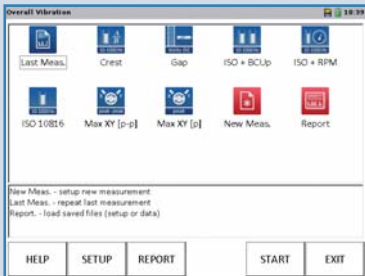 Overall Vibration 18:39
Last Meas. Crest Gap ISO + BCUp ISO + RPM
ISO 10816 Max XY [p-p] Max XY [p] New Meas. Report
New Meas. - setup new measurement
Last Meas. - repeat last measurement
Report. - load saved files (setup or data)
HELP SETUP REPORT START EXIT